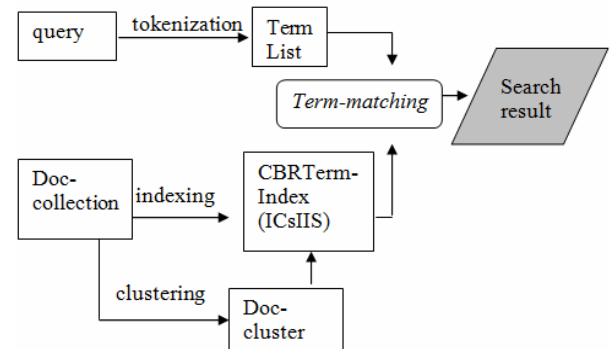 query
tokenization
Term
List
Term-matching
Search
result
Doc-
collection
indexing
CBRTerm-
Index
(ICsIIS)
clustering
Doc-
cluster